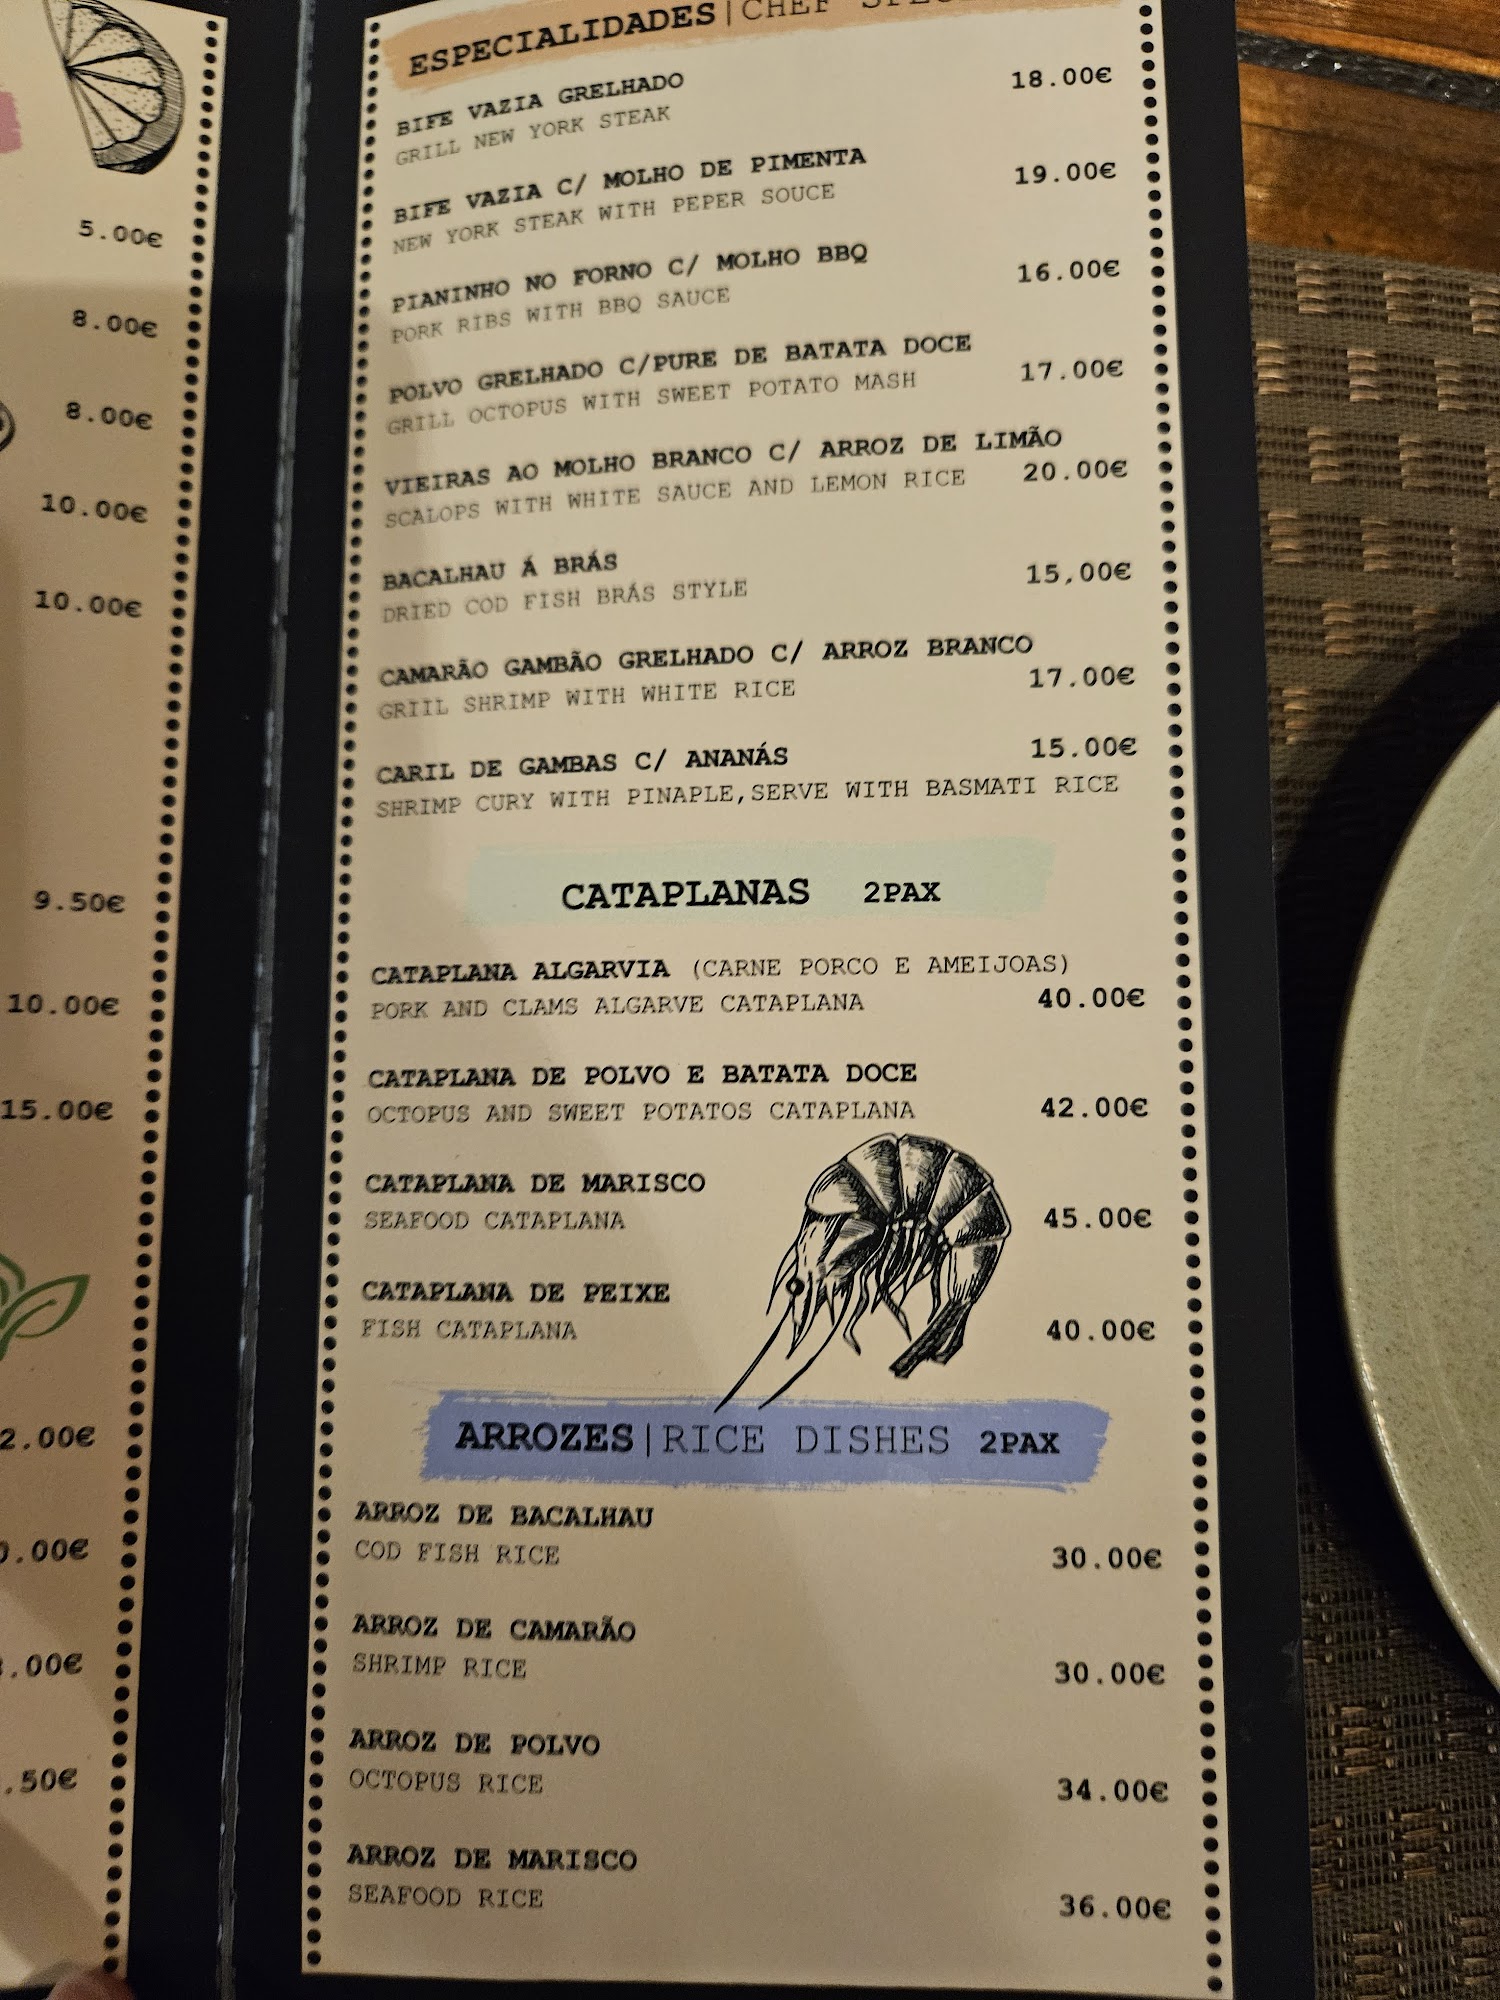 5.00€
8.00€
8.00€
10.00€
10.00€
9.50€
10.00€
15.00€
2.00€
.00€
.00€
.50€
ESPECIALIDADES|CHEF
BIFE VAZIA GRELHADO
18.00€
GRILL NEW YORK STEAK
BIFE VAZIA C/ MOLHO DE PIMENTA
19.00€
NEW YORK STEAK WITH PEPER SOUCE
PIANINHO NO FORNO C/ MOLHO BBQ
16.00€
PORK RIBS WITH BBQ SAUCE
POLVO GRELHADO C/PURE DE BATATA DOCE
17.00€
GRILL OCTOPUS WITH SWEET POTATO MASH
VIEIRAS AO MOLHO BRANCO C/ ARROZ DE LIMÃO
SCALOPS WITH WHITE SAUCE AND LEMON RICE 20.00€
BACALHAU Á BRÁS
15,00€
DRIED COD FISH BRÁS STYLE
CAMARÃO GAMBÃO GRELHADO C/ ARROZ BRANCO
GRIIL SHRIMP WITH WHITE RICE 17.00€
CARIL DE GAMBAS C/ ANANÁS 15.00€
SHRIMP CURY WITH PINAPLE,SERVE WITH BASMATI RICE
CATAPLANAS 2PAX
CATAPLANA ALGARVIA (CARNE PORCO E AMEIJOAS)
PORK AND CLAMS ALGARVE CATAPLANA 40.00€
CATAPLANA DE POLVO E BATATA DOCE
OCTOPUS AND SWEET POTATOS CATAPLANA 42.00€
CATAPLANA DE MARISCO
SEAFOOD CATAPLANA 45.00€
CATAPLANA DE PEIXE
FISH CATAPLANA 40.00€
ARROZES|RICE DISHES 2PAX
ARROZ DE BACALHAU
COD FISH RICE 30.00€
ARROZ DE CAMARÃO
SHRIMP RICE 30.00€
ARROZ DE POLVO
OCTOPUS RICE 34.00€
ARROZ DE MARISCO
SEAFOOD RICE 36.00€